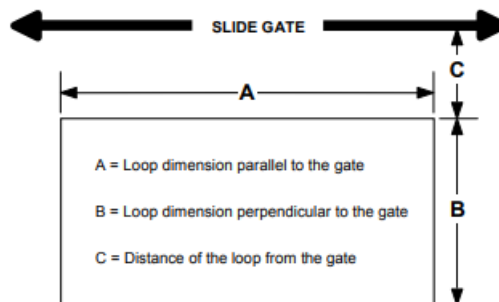 SLIDE GATE
C
A
A = Loop dimension parallel to the gate
B = Loop dimension perpendicular to the gate
B
C = Distance of the loop from the gate